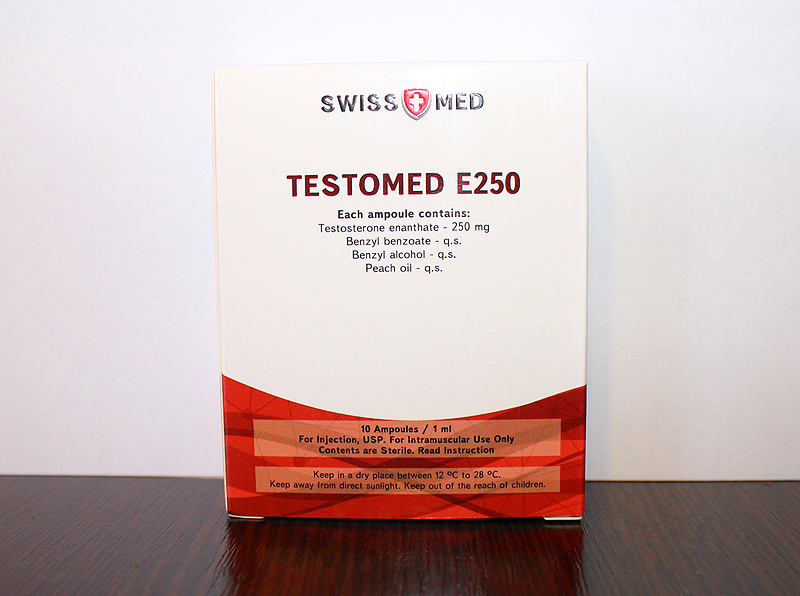 SWISS MED
TESTOMED E250
Each ampoule contains:
Testosterone enanthate - 250 mg
Benzyl benzoate - q.s.
Benzyl alcohol - q.s.
Peach oil - q.s.
10 Ampoules / 1 ml
For Injection, USP. For Intramuscular Use Only
Contents are Sterile. Read Instruction
Keep in a dry place between 12 ºC to 28 ºC.
Keep away from direct sunlight. Keep out of the reach of children.